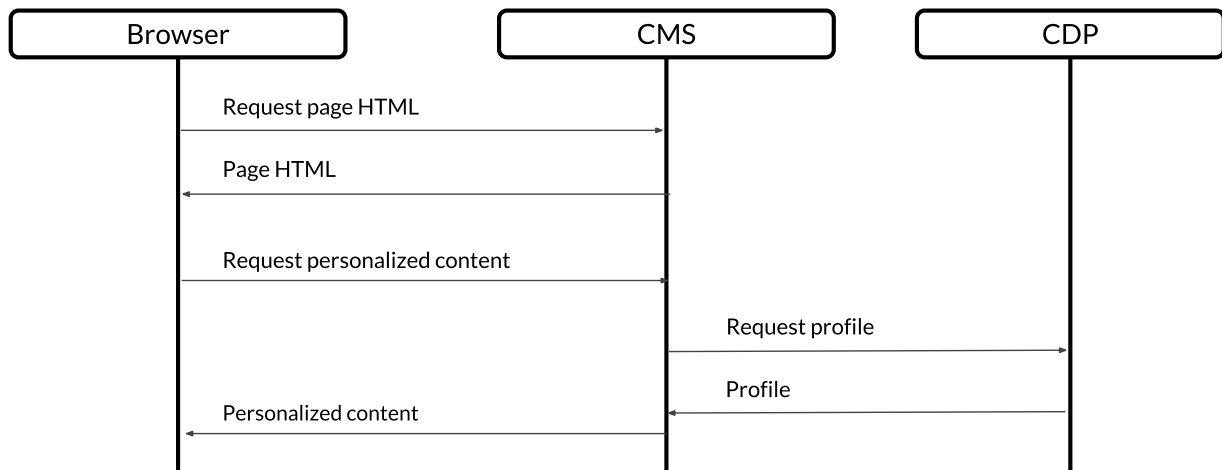 Browser
CMS
CDP
Request page HTML
Page HTML
Request personalized content
Request profile
Profile
Personalized content